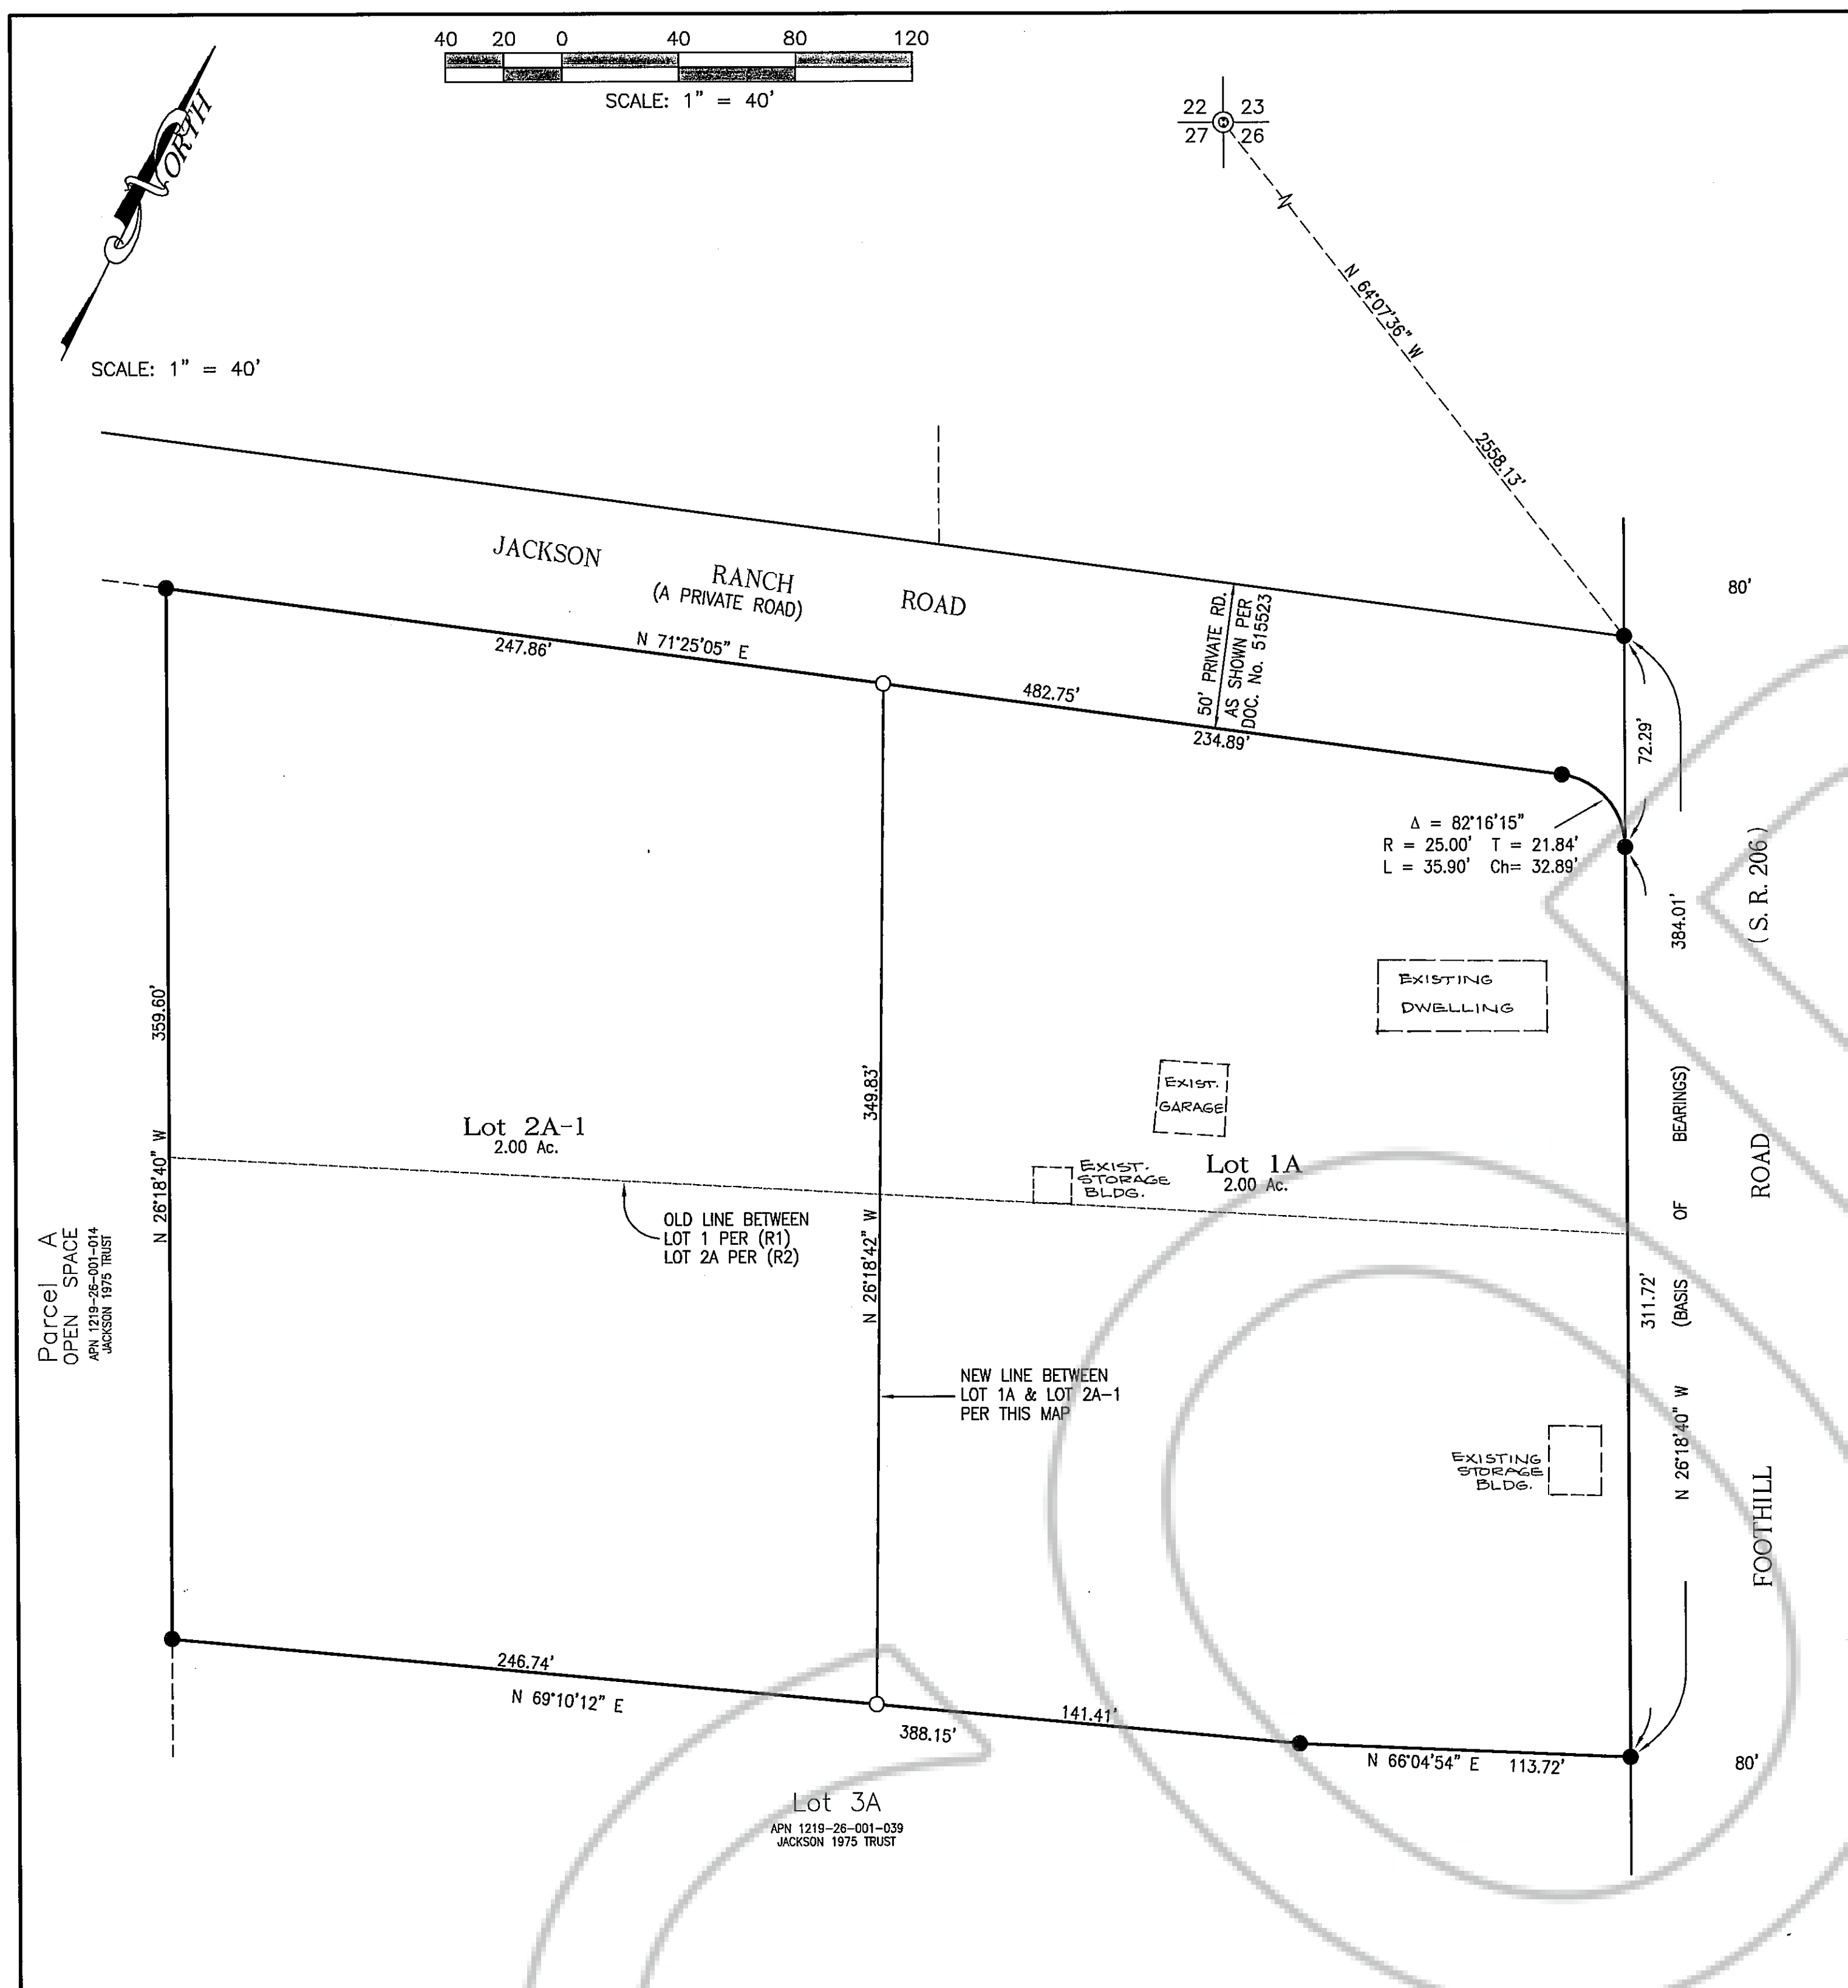 40 20 0 40 80 120
SCALE: 1" = 40'
NORTH
SCALE: 1" = 40'
22 23
27 26
N 64°07'36" W
2558.13'
JACKSON RANCH ROAD
(A PRIVATE ROAD)
247.86'
N 71°25'05" E
482.75'
234.89'
50' PRIVATE RD.
AS SHOWN PER
DOC. No. 515523
80'
72.29'
Δ = 82°16'15"
R = 25.00' T = 21.84'
L = 35.90' Ch= 32.89'
384.01'
(S. R. 206)
EXISTING
DWELLING
EXIST.
GARAGE
359.60'
N 26°18'40" W
349.83'
N 26°18'42" W
Lot 2A-1
2.00 Ac.
EXIST.
STORAGE
BLDG.
Lot 1A
2.00 Ac.
OLD LINE BETWEEN
LOT 1 PER (R1)
LOT 2A PER (R2)
Parcel A
OPEN SPACE
APN 1219-26-001-014
JACKSON 1975 TRUST
NEW LINE BETWEEN
LOT 1A & LOT 2A-1
PER THIS MAP
311.72'
N 26°18'40" W (BASIS OF BEARINGS)
FOOTHILL ROAD
EXISTING
STORAGE
BLDG.
246.74'
N 69°10'12" E
388.15'
141.41'
N 66°04'54" E 113.72'
80'
Lot 3A
APN 1219-26-001-039
JACKSON 1975 TRUST